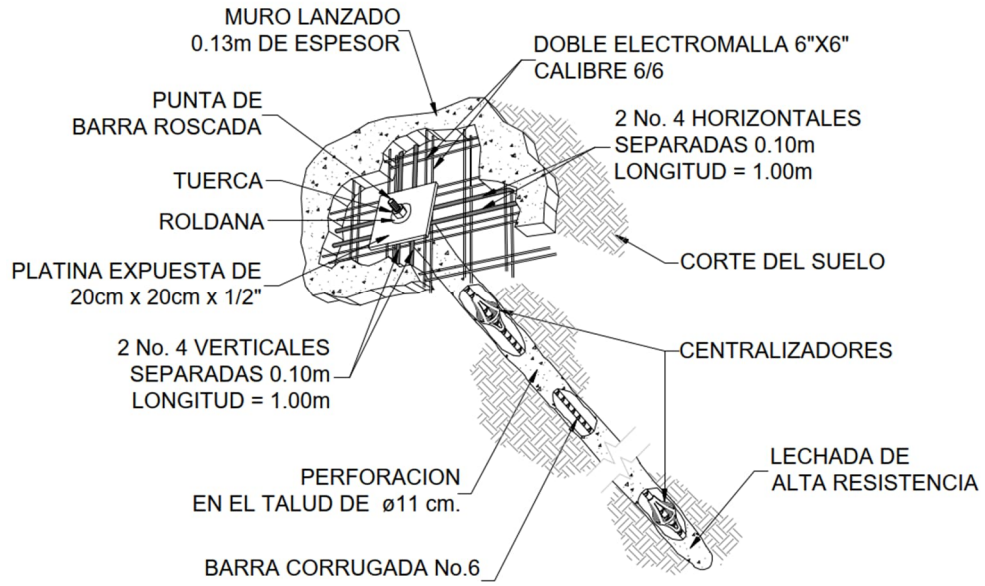 MURO LANZADO
0.13m DE ESPESOR
DOBLE ELECTROMALLA 6"X6"
CALIBRE 6/6
PUNTA DE
BARRA ROSCADA
2 No. 4 HORIZONTALES
SEPARADAS 0.10m
LONGITUD = 1.00m
TUERCA
ROLDANA
PLATINA EXPUESTA DE
20cm x 20cm x 1/2"
CORTE DEL SUELO
2 No. 4 VERTICALES
SEPARADAS 0.10m
LONGITUD = 1.00m
CENTRALIZADORES
PERFORACION
EN EL TALUD DE ø11 cm.
LECHADA DE
ALTA RESISTENCIA
BARRA CORRUGADA No.6